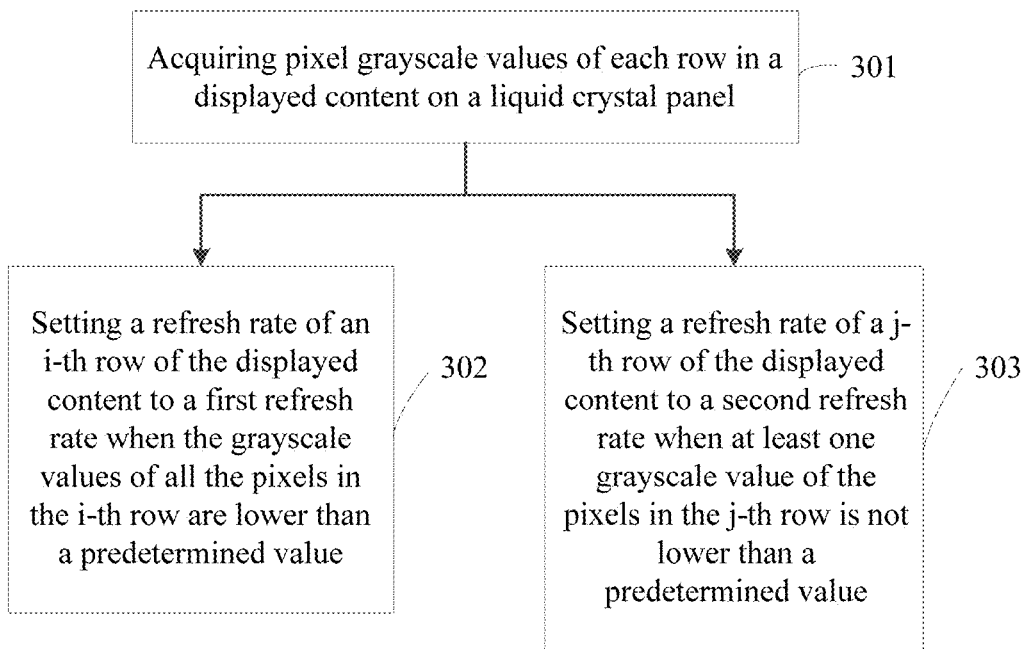 Acquiring pixel grayscale values of each row in a
displayed content on a liquid crystal panel
301
Setting a refresh rate of an
i-th row of the displayed
content to a first refresh
rate when the grayscale
values of all the pixels in
the i-th row are lower than
a predetermined value
302
Setting a refresh rate of a j-
th row of the displayed
content to a second refresh
rate when at least one
grayscale value of the
pixels in the j-th row is not
lower than a
predetermined value
303